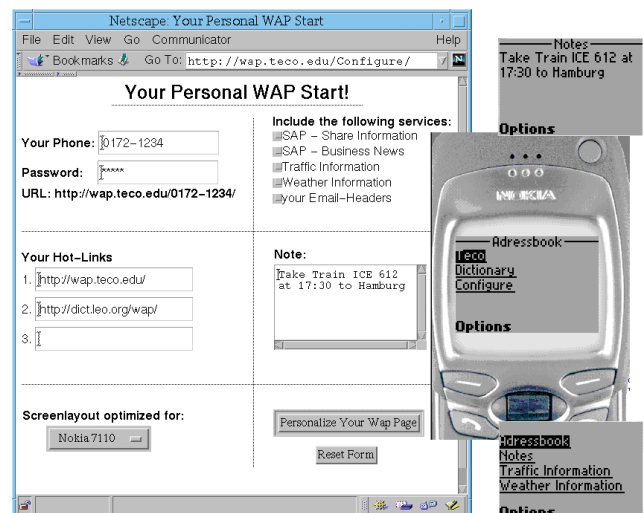 Netscape: Your Personal WAP Start
File Edit View Go Communicator Help
Bookmarks Go To: http://wap.teco.edu/Configure/
Your Personal WAP Start!
Your Phone: 0172-1234
Password: *****
URL: http://wap.teco.edu/0172-1234/
Include the following services:
SAP - Share Information
SAP - Business News
Traffic Information
Weather Information
your Email-Headers
Your Hot-Links
1. http://wap.teco.edu/
2. http://dict.leo.org/wap/
3.
Note:
Take Train ICE 612
at 17:30 to Hamburg
Screenlayout optimized for:
Nokia 7110
Personalize Your Wap Page
Reset Form
Notes
Take Train ICE 612 at
17:30 to Hamburg
Options
NOKIA
Adressbook
Teco
Dictionary
Configure
Options
Adressbook
Notes
Traffic Information
Weather Information
Options